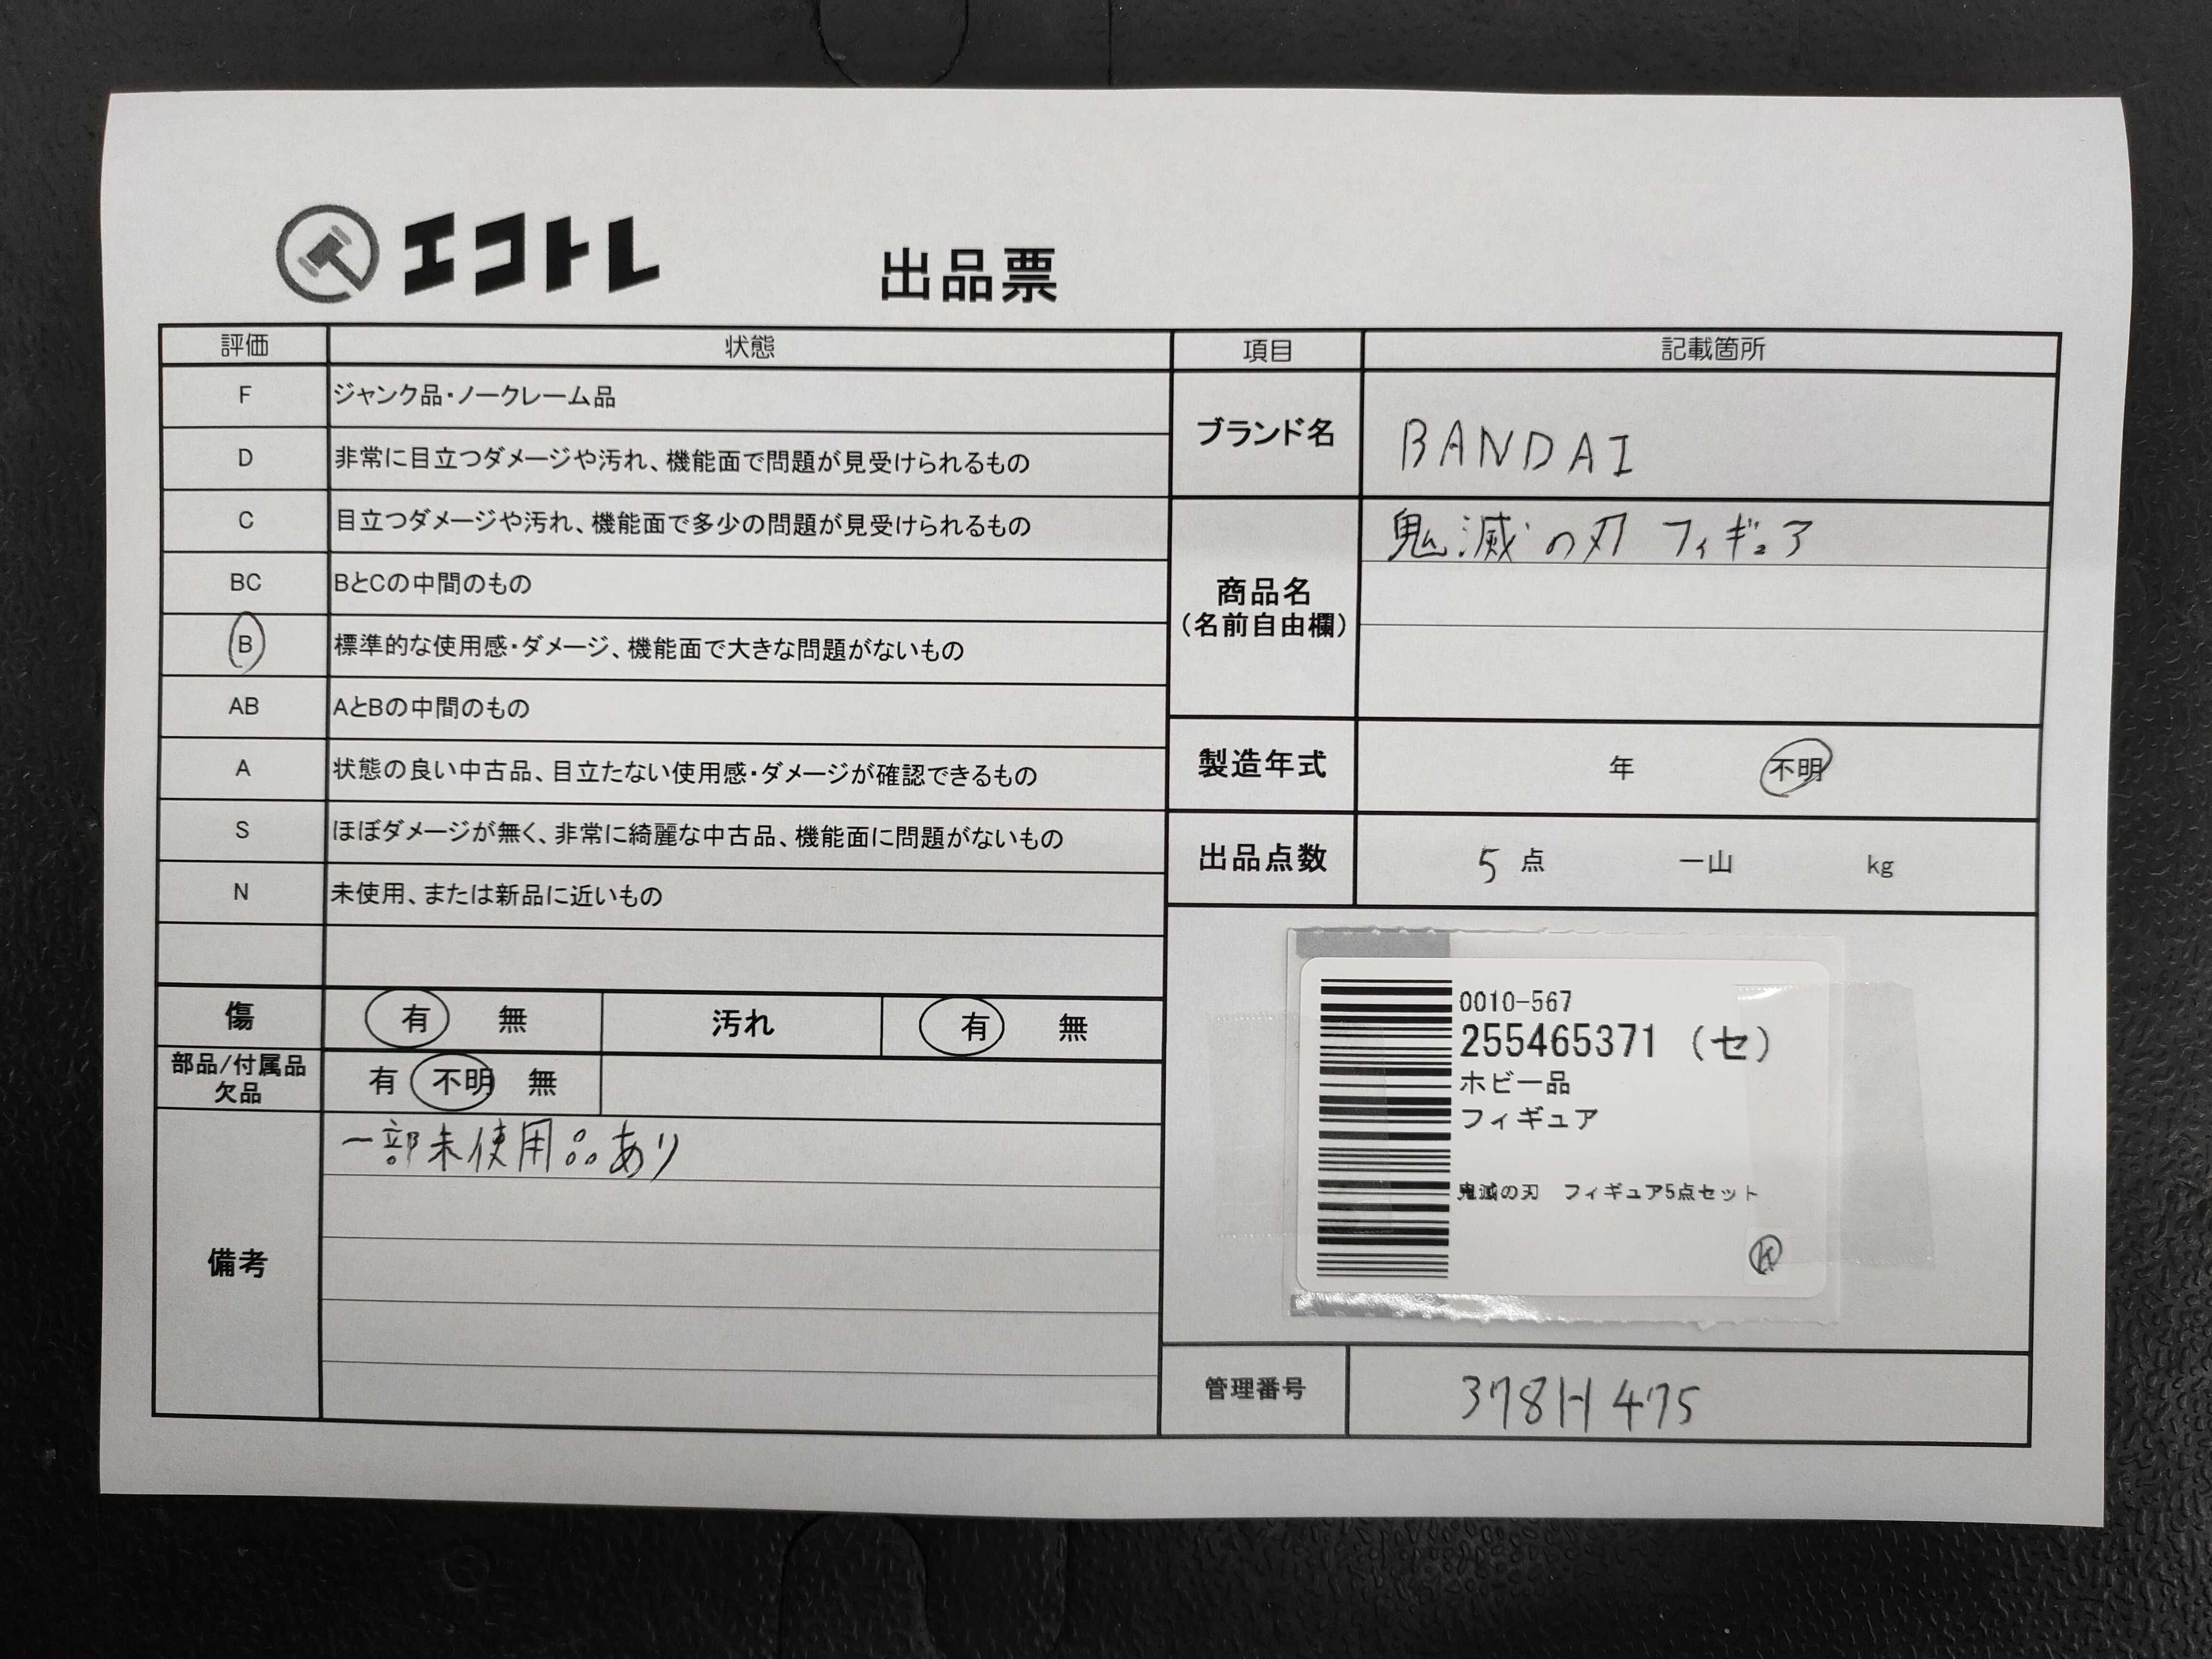 エコトレ
出品票
評価 状態
F ジャンク品・ノークレーム品
D 非常に目立つダメージや汚れ、機能面で問題が見受けられるもの
C 目立つダメージや汚れ、機能面で多少の問題が見受けられるもの
BC BとCの中間のもの
B 標準的な使用感・ダメージ、機能面で大きな問題がないもの
AB AとBの中間のもの
A 状態の良い中古品、目立たない使用感・ダメージが確認できるもの
S ほぼダメージが無く、非常に綺麗な中古品、機能面に問題がないもの
N 未使用、または新品に近いもの
傷 有 無 汚れ 有 無
部品/付属品
欠品
有 不明 無
備考
一部未使用品あり
項目 記載箇所
ブランド名 BANDAI
商品名
(名前自由欄)
鬼滅の刃 フィギュア
製造年式 年 不明
出品点数 5 点 一山 kg
0010-567
255465371 (セ)
ホビー品
フィギュア
鬼滅の刃 フィギュア5点セット
K
管理番号 378H475